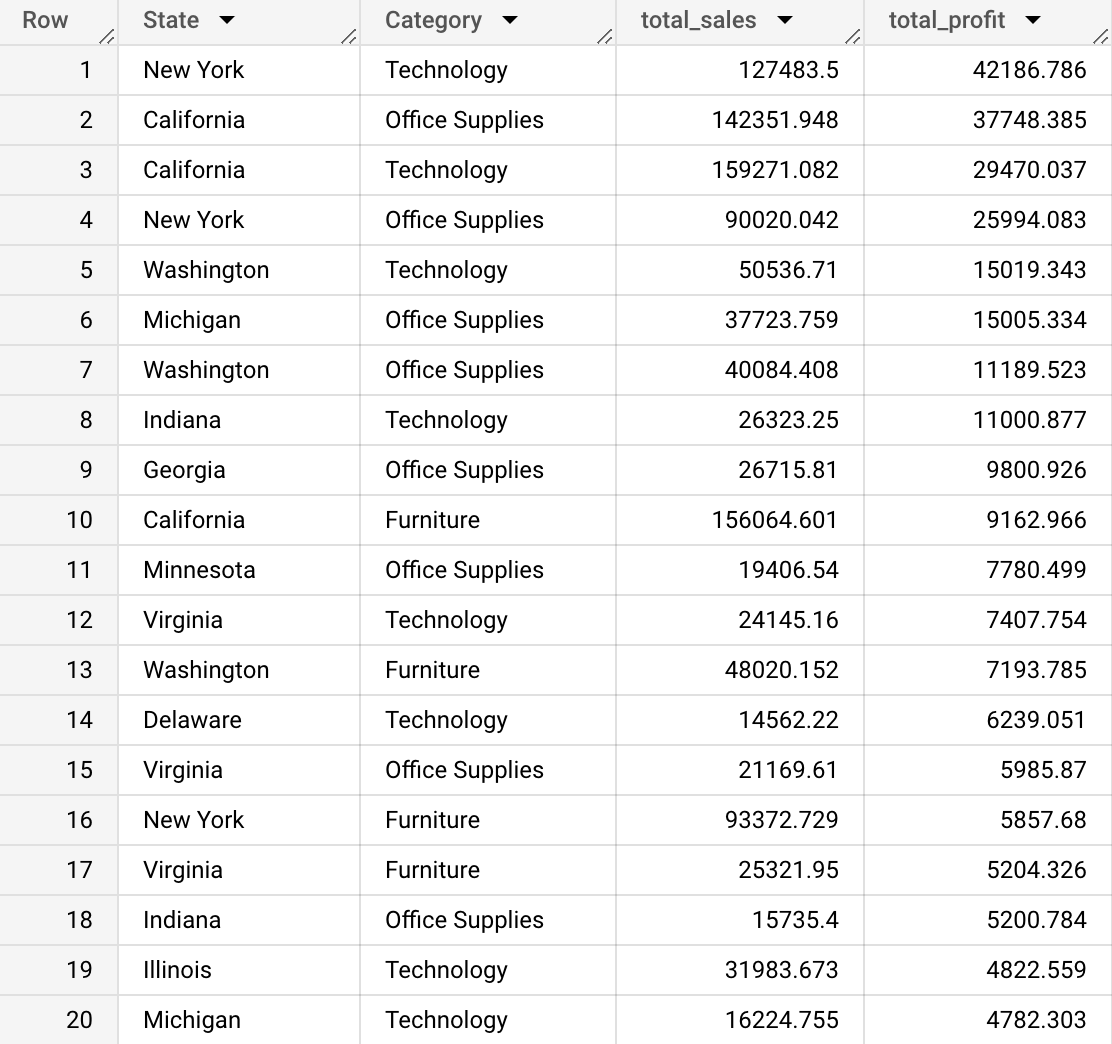 Row State Category total_sales total_profit
1 New York Technology 127483.5 42186.786
2 California Office Supplies 142351.948 37748.385
3 California Technology 159271.082 29470.037
4 New York Office Supplies 90020.042 25994.083
5 Washington Technology 50536.71 15019.343
6 Michigan Office Supplies 37723.759 15005.334
7 Washington Office Supplies 40084.408 11189.523
8 Indiana Technology 26323.25 11000.877
9 Georgia Office Supplies 26715.81 9800.926
10 California Furniture 156064.601 9162.966
11 Minnesota Office Supplies 19406.54 7780.499
12 Virginia Technology 24145.16 7407.754
13 Washington Furniture 48020.152 7193.785
14 Delaware Technology 14562.22 6239.051
15 Virginia Office Supplies 21169.61 5985.87
16 New York Furniture 93372.729 5857.68
17 Virginia Furniture 25321.95 5204.326
18 Indiana Office Supplies 15735.4 5200.784
19 Illinois Technology 31983.673 4822.559
20 Michigan Technology 16224.755 4782.303